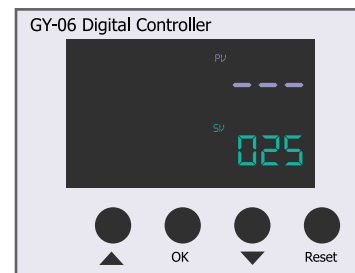 GY-06 Digital Controller
PV
---
SV
025
OK
Reset